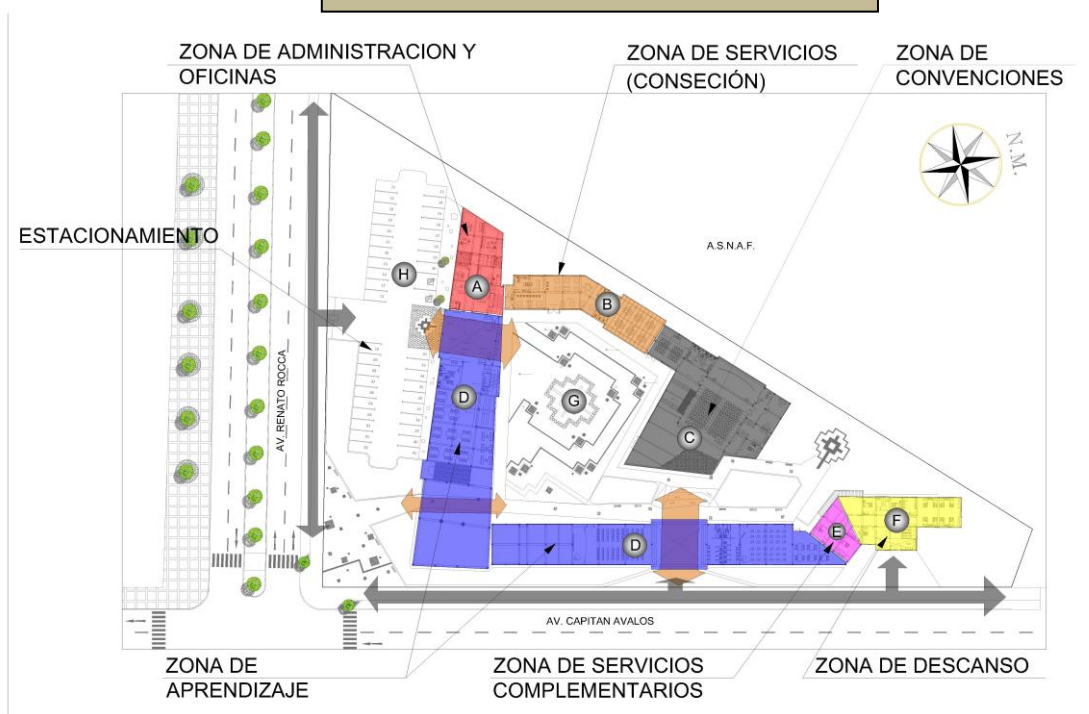 ZONA DE ADMINISTRACION Y
OFICINAS
ZONA DE SERVICIOS
(CONSECIÓN)
ZONA DE
CONVENCIONES
N.M.
ESTACIONAMIENTO
A.S.N.A.F.
H
A
B
AV. RENATO ROCCA
D
G
C
D
E
F
AV. CAPITAN AVALOS
ZONA DE
APRENDIZAJE
ZONA DE SERVICIOS
COMPLEMENTARIOS
ZONA DE DESCANSO